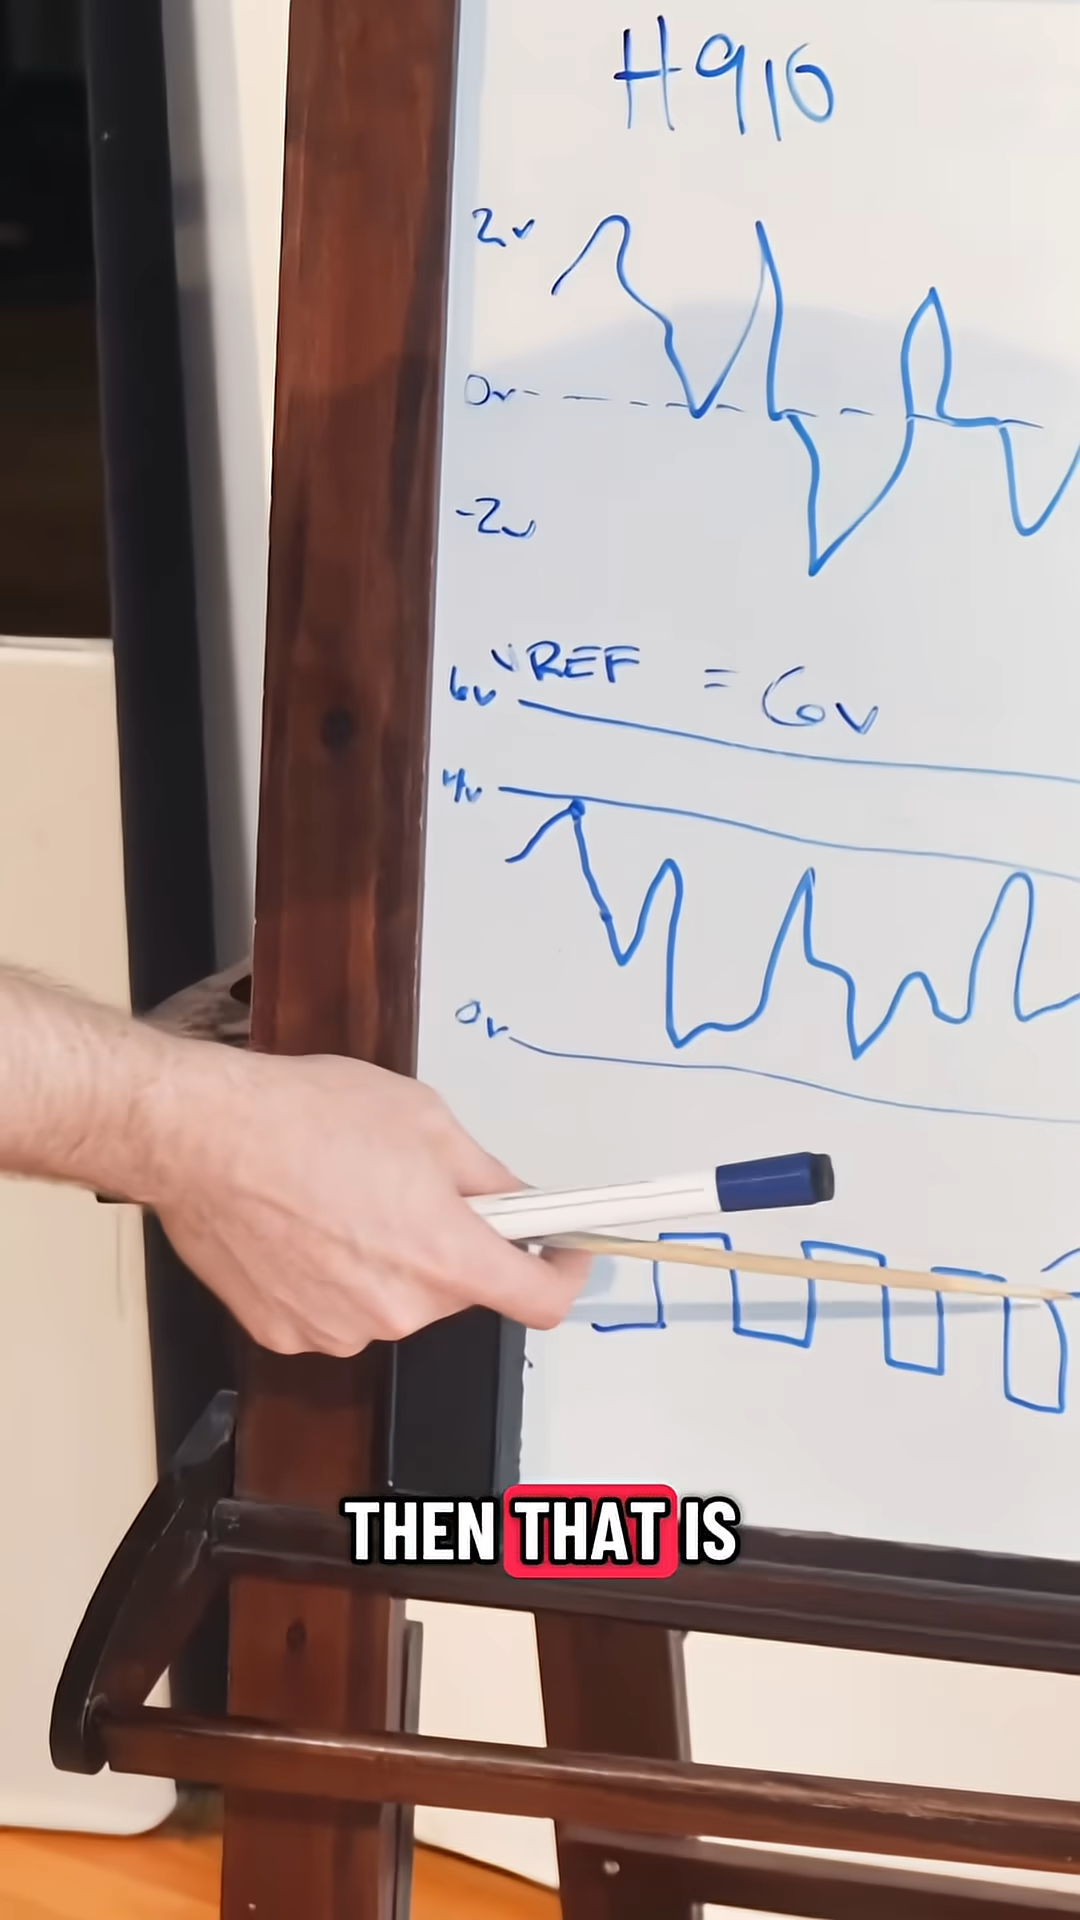 H910
2v
0v
-2v
VREF = 6v
6v
4v
0v
THEN THAT IS